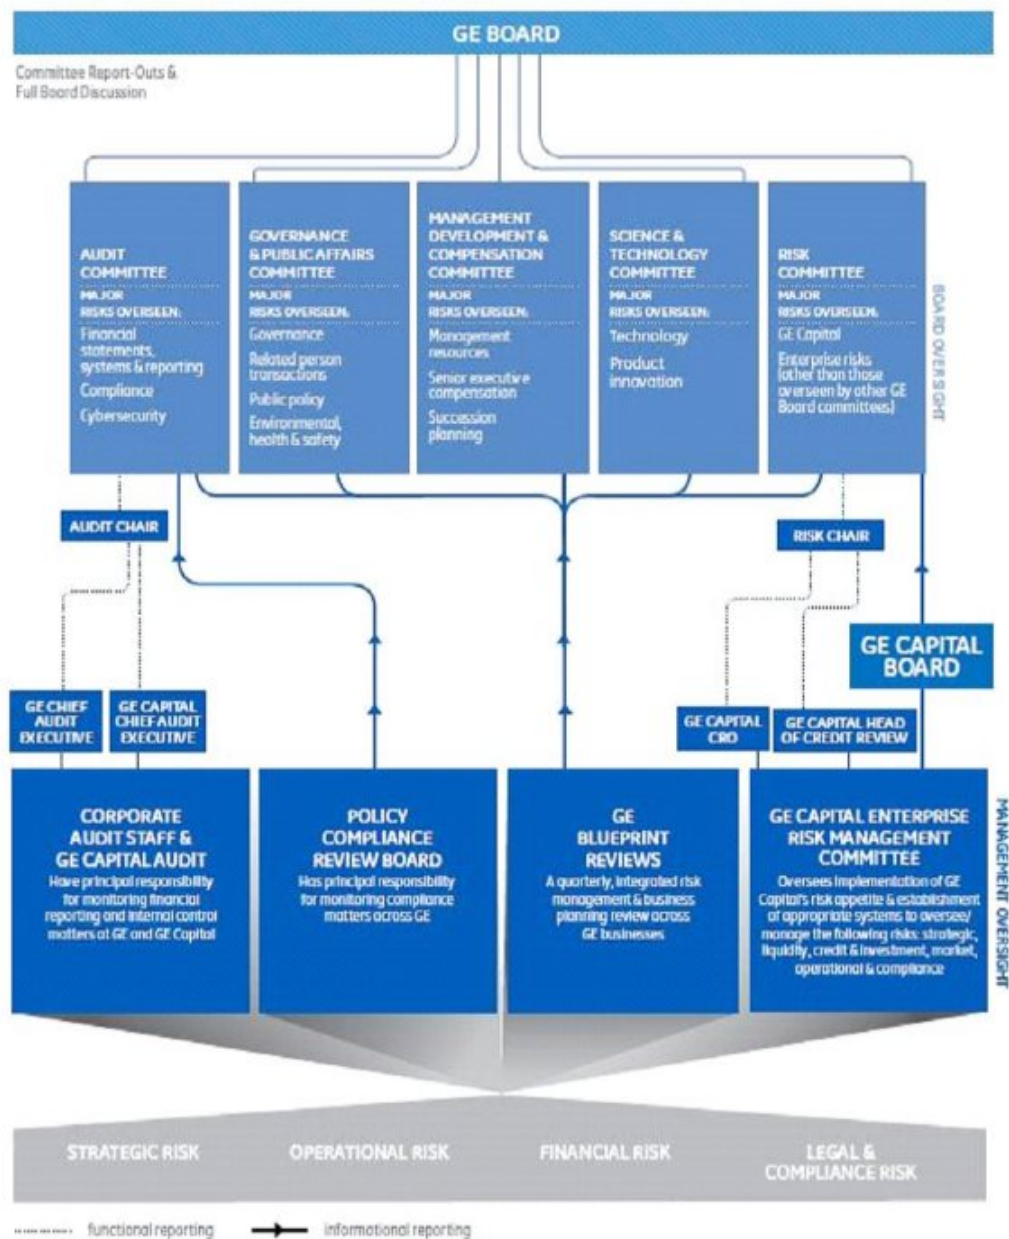 GE BOARD
Committee Report-Outs &
Full Board Discussion
AUDIT
COMMITTEE
MAJOR
RISKS OVERSEEN:
Financial
statements,
systems & reporting
Compliance
Cybersecurity
GOVERNANCE
& PUBLIC AFFAIRS
COMMITTEE
MAJOR
RISKS OVERSEEN:
Governance
Related person
transactions
Public policy
Environmental,
health & safety
MANAGEMENT
DEVELOPMENT &
COMPENSATION
COMMITTEE
MAJOR
RISKS OVERSEEN:
Management
resources
Senior executive
compensation
Succession
planning
SCIENCE &
TECHNOLOGY
COMMITTEE
MAJOR
RISKS OVERSEEN:
Technology
Product
innovation
RISK
COMMITTEE
MAJOR
RISKS OVERSEEN:
GE Capital
Enterprise risks
(other than those
overseen by other GE
Board committees)
BOARD OVERSIGHT
AUDIT CHAIR
RISK CHAIR
GE CAPITAL
BOARD
GE CHIEF
AUDIT
EXECUTIVE
GE CAPITAL
CHIEF AUDIT
EXECUTIVE
GE CAPITAL
CRO
GE CAPITAL HEAD
OF CREDIT REVIEW
CORPORATE
AUDIT STAFF &
GE CAPITAL AUDIT
Have principal responsibility
for monitoring financial
reporting and internal control
matters at GE and GE Capital
POLICY
COMPLIANCE
REVIEW BOARD
Has principal responsibility
for monitoring compliance
matters across GE
GE
BLUEPRINT
REVIEWS
A quarterly, integrated risk
management & business
planning review across
GE businesses
GE CAPITAL ENTERPRISE
RISK MANAGEMENT
COMMITTEE
Oversees implementation of GE
Capital's risk appetite & establishment
of appropriate systems to oversee/
manage the following risks: strategic,
liquidity, credit & investment, market,
operational & compliance
MANAGEMENT OVERSIGHT
STRATEGIC RISK
OPERATIONAL RISK
FINANCIAL RISK
LEGAL &
COMPLIANCE RISK
functional reporting
informational reporting